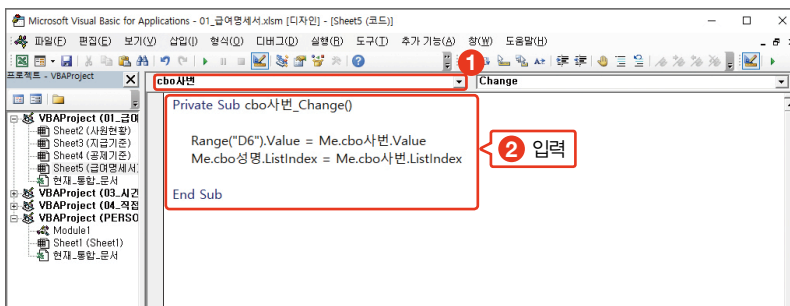 Microsoft Visual Basic for Applications - 01_급여명세서.xlsm [디자인] - [Sheet5 (코드)]
파일(F) 편집(E) 보기(V) 삽입(I) 형식(O) 디버그(D) 실행(R) 도구(T) 추가 기능(A) 창(W) 도움말(H)
1
프로젝트 - VBAProject
cbo사번
Change
VBAProject (01_급여
Sheet2 (사원현황)
Sheet3 (지급기준)
Sheet4 (공제기준)
Sheet5 (급여명세서)
현재_통합_문서
VBAProject (03_시간
VBAProject (04_직접
VBAProject (PERSO
Module1
Sheet1 (Sheet1)
현재_통합_문서
Private Sub cbo사번_Change()
Range("D6").Value = Me.cbo사번.Value
Me.cbo성명.ListIndex = Me.cbo사번.ListIndex
End Sub
2 입력